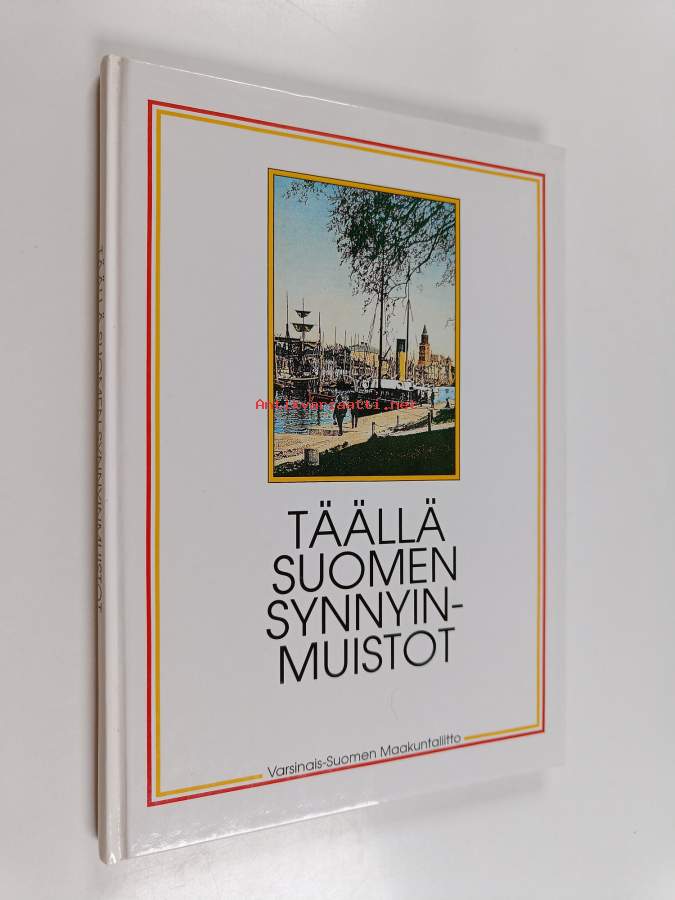 Antikvariaatti.net
TÄÄLLÄ
SUOMEN
SYNNYIN-
MUISTOT
Varsinais-Suomen Maakuntaliitto
TÄÄLLÄ SUOMEN SYNNYINMUISTOT